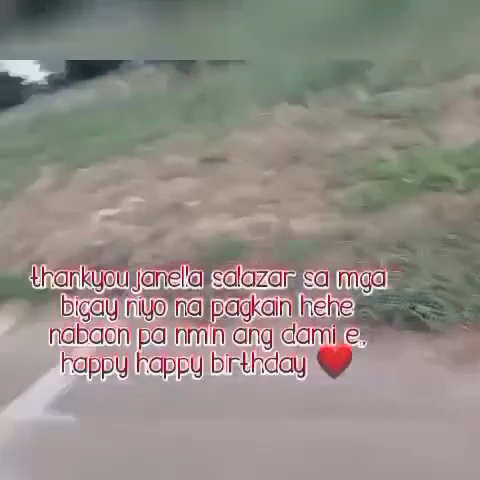 thankyou janella salazar sa mga
bigay niyo na pagkain hehe
nabaon pa nmin ang dami e,,
happy happy birthday ❤️